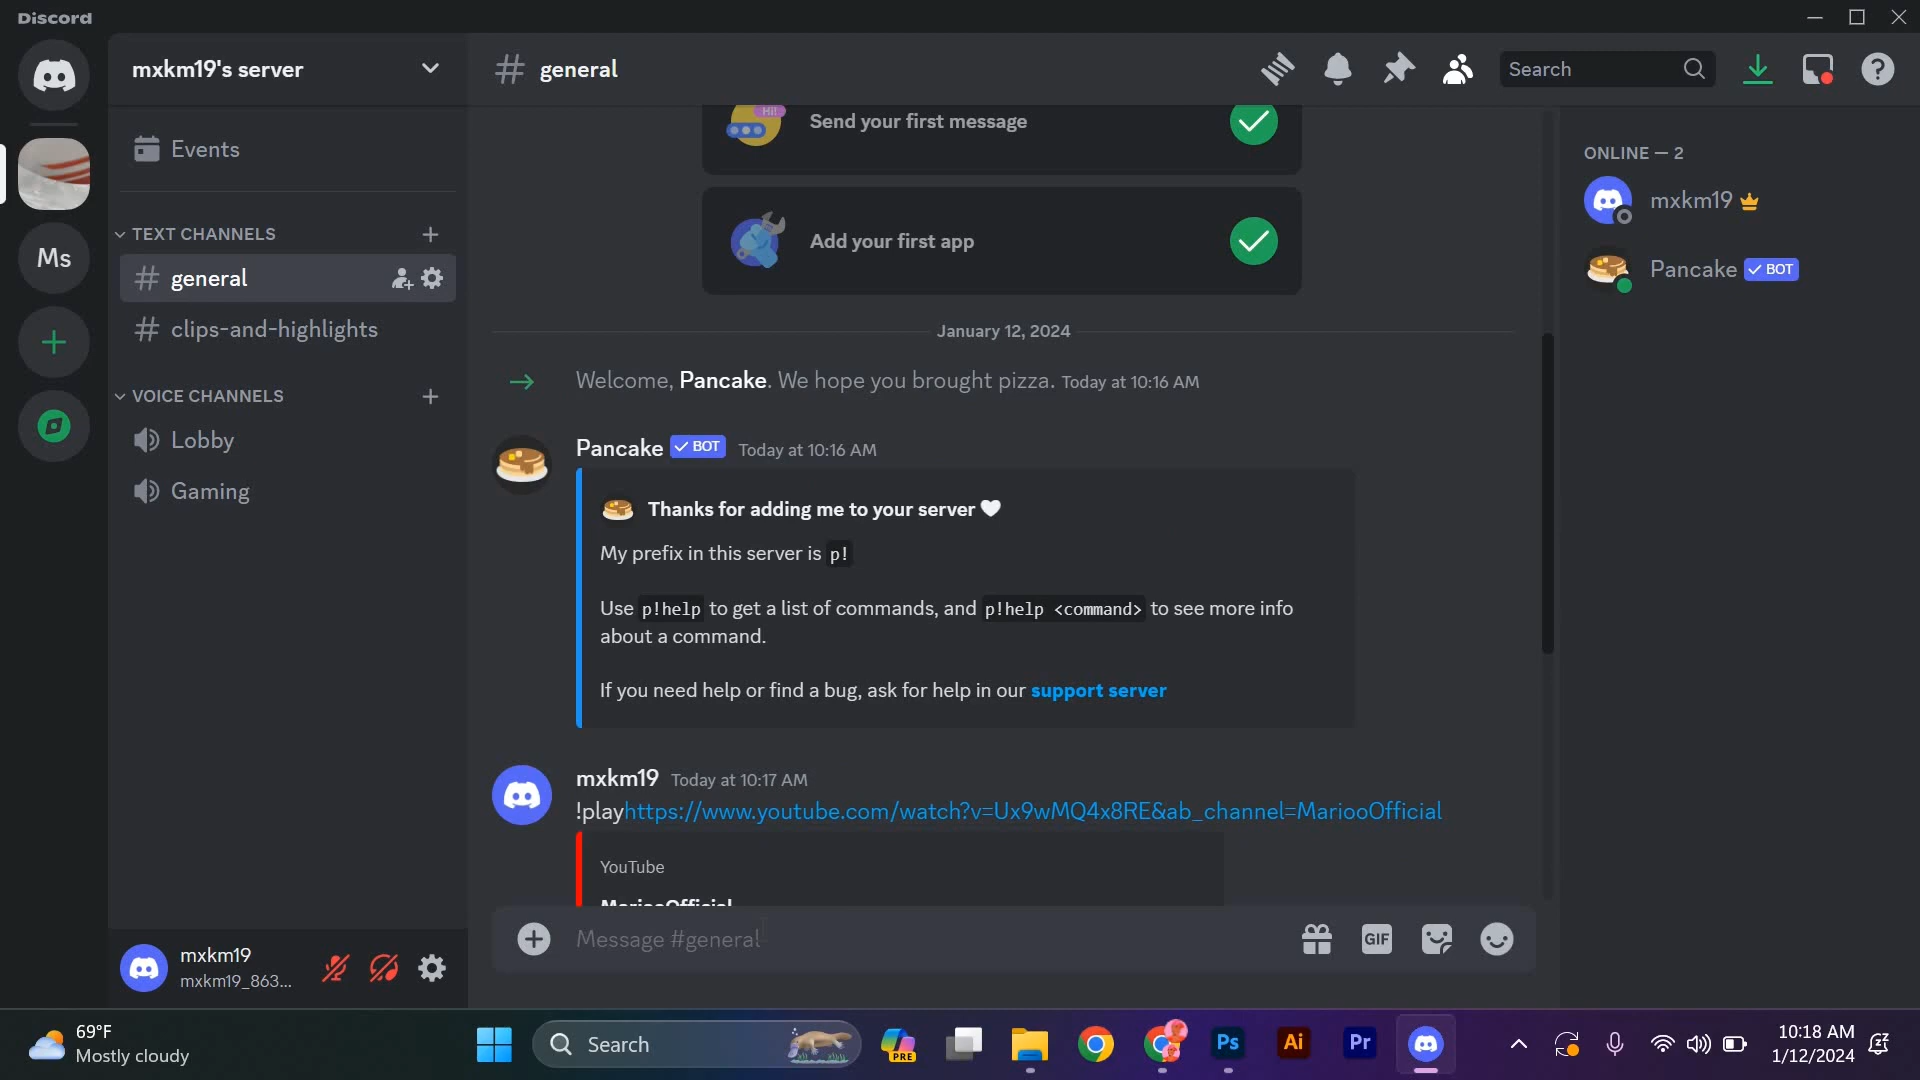 Discord
mxkm19's server
general
Search
Events
TEXT CHANNELS
general
clips-and-highlights
VOICE CHANNELS
Lobby
Gaming
Ms
Hi!
Send your first message
Add your first app
January 12, 2024
Welcome, Pancake. We hope you brought pizza. Today at 10:16 AM
Pancake BOT Today at 10:16 AM
Thanks for adding me to your server
My prefix in this server is p!
Use p!help to get a list of commands, and p!help <command> to see more info
about a command.
If you need help or find a bug, ask for help in our support server
mxkm19 Today at 10:17 AM
!playhttps://www.youtube.com/watch?v=Ux9wMQ4x8RE&ab_channel=MariooOfficial
YouTube
MariooOfficial
Message #general
GIF
ONLINE — 2
mxkm19
Pancake BOT
mxkm19
mxkm19_863...
69°F
Mostly cloudy
Search
PRE
Ps
Ai
Pr
10:18 AM
1/12/2024